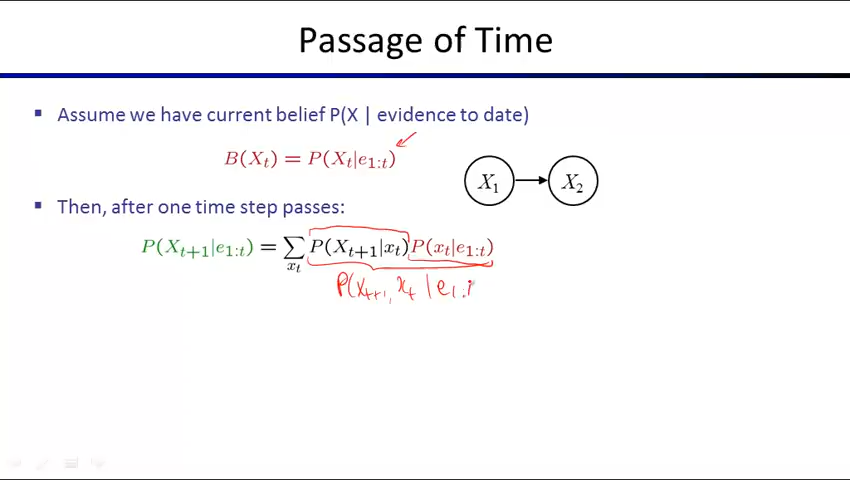 Passage of Time
▪ Assume we have current belief P(X | evidence to date)
B(X_t) = P(X_t|e_{1:t})
X_1 X_2
▪ Then, after one time step passes:
P(X_{t+1}|e_{1:t}) = ∑_{x_t} P(X_{t+1}|x_t)P(x_t|e_{1:t})
P(X_{t+1}, x_t | e_{1: